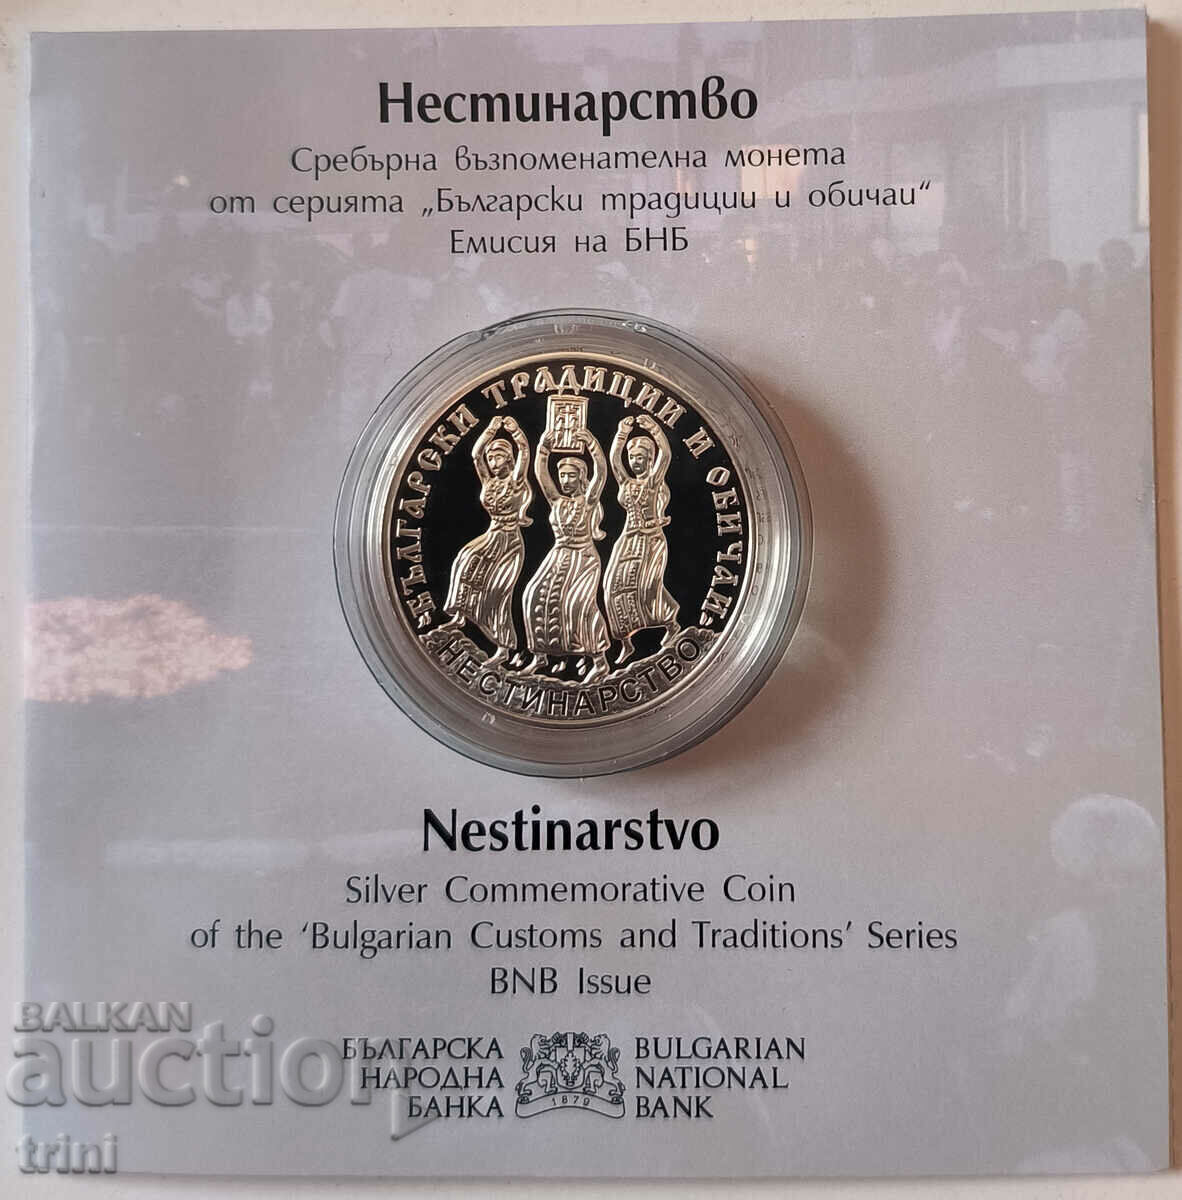 Нестинарство
Сребърна възпоменателна монета
от серията „Български традиции и обичаи“
Емисия на БНБ
„БЪЛГАРСКИ ТРАДИЦИИ И ОБИЧАИ“
НЕСТИНАРСТВО
Nestinarstvo
Silver Commemorative Coin
of the ‘Bulgarian Customs and Traditions’ Series
BNB Issue
БЪЛГАРСКА
НАРОДНА
БАНКА
1879
BULGARIAN
NATIONAL
BANK
BALKAN
auction
trini